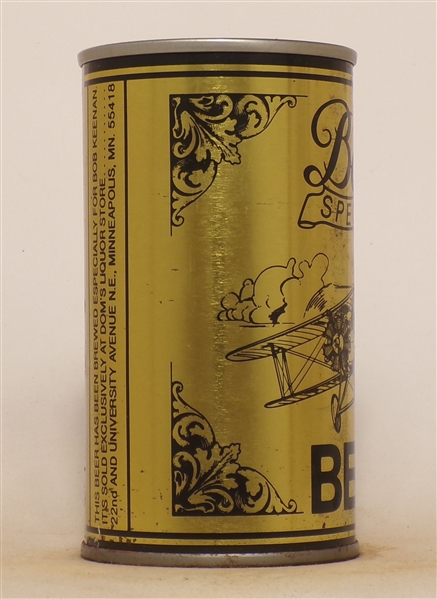 THIS BEER HAS BEEN BREWED ESPECIALLY FOR BOB KEENAN.
IT'S SOLD EXCLUSIVELY AT DOM'S LIQUOR STORE. . . . . . . . . .
"22nd AND UNIVERSITY AVENUE N.E., MINNEAPOLIS, MN. 55418
B
SPE
BE